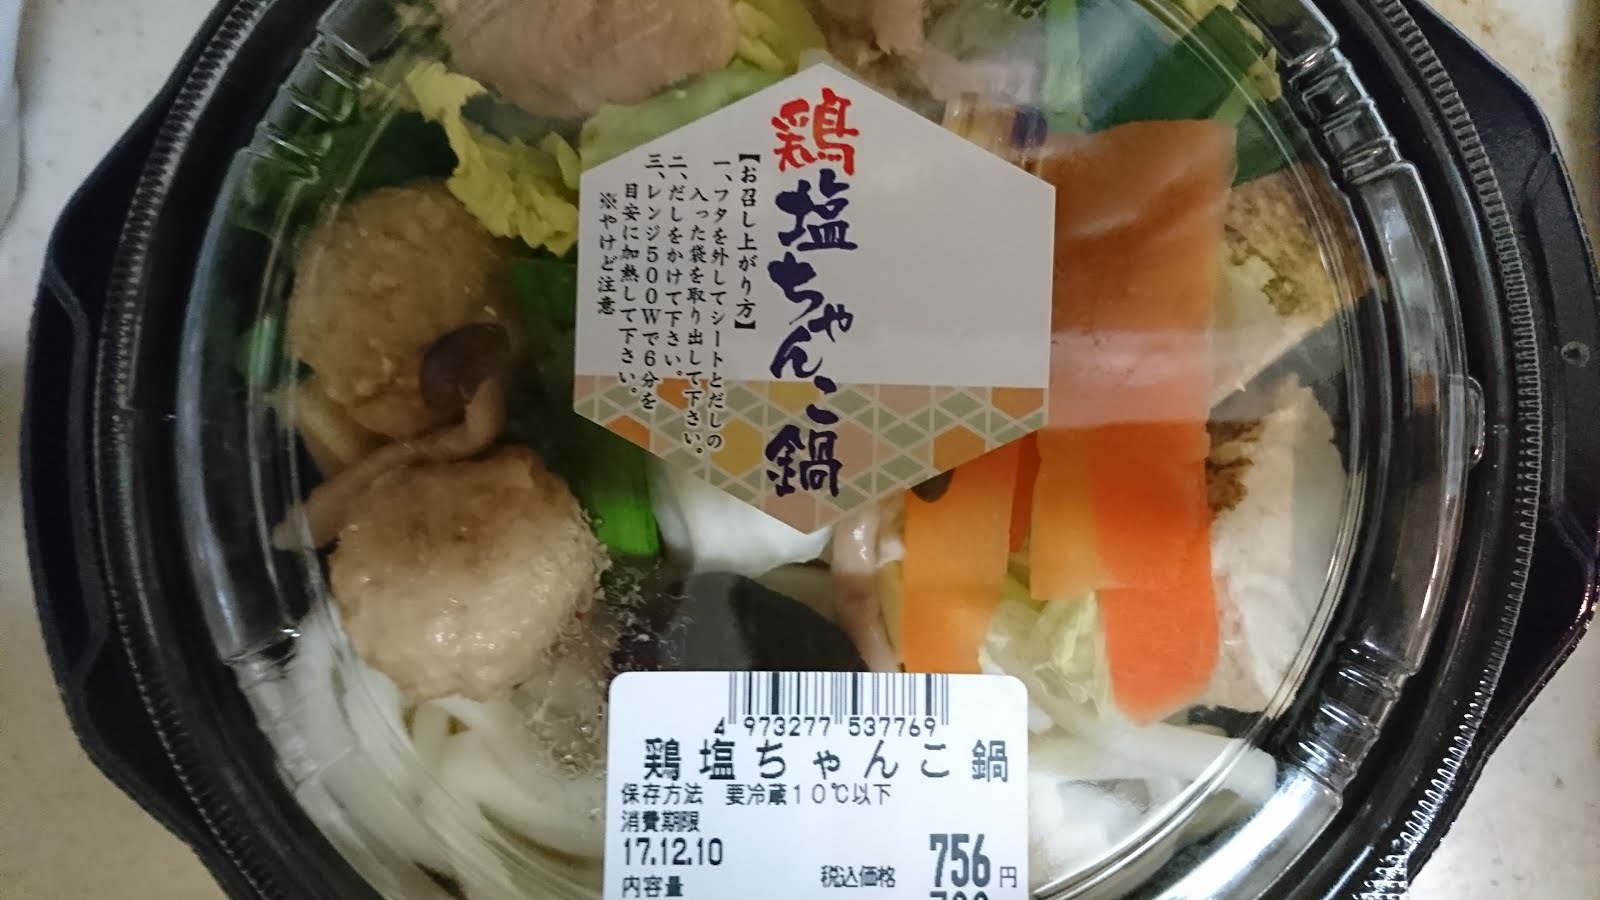 鶏塩ちゃんこ鍋
【お召し上がり方】
一、フタを外してシートとだしの
入った袋を取り出して下さい。
二、だしをかけて下さい。
三、レンジ500Wで6分を
目安に加熱して下さい。
※やけど注意
4 973277 537769
鶏塩ちゃんこ鍋
保存方法 要冷蔵10℃以下
消費期限
17.12.10
税込価格 756円
内容量